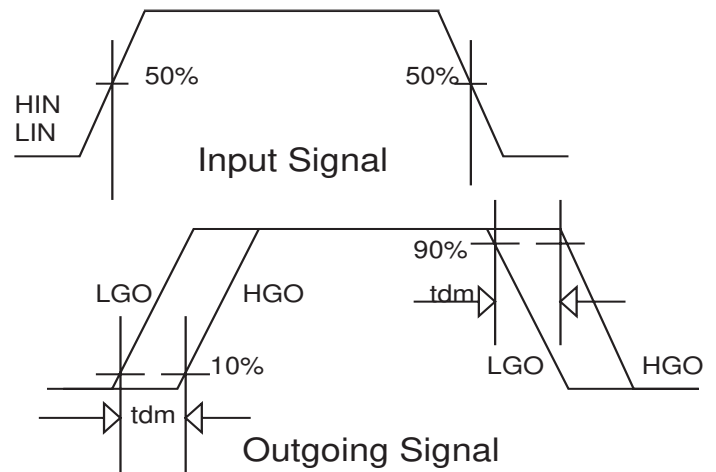 50%
50%
HIN
LIN
Input Signal
90%
LGO
HGO
tdm
10%
LGO
HGO
tdm
Outgoing Signal